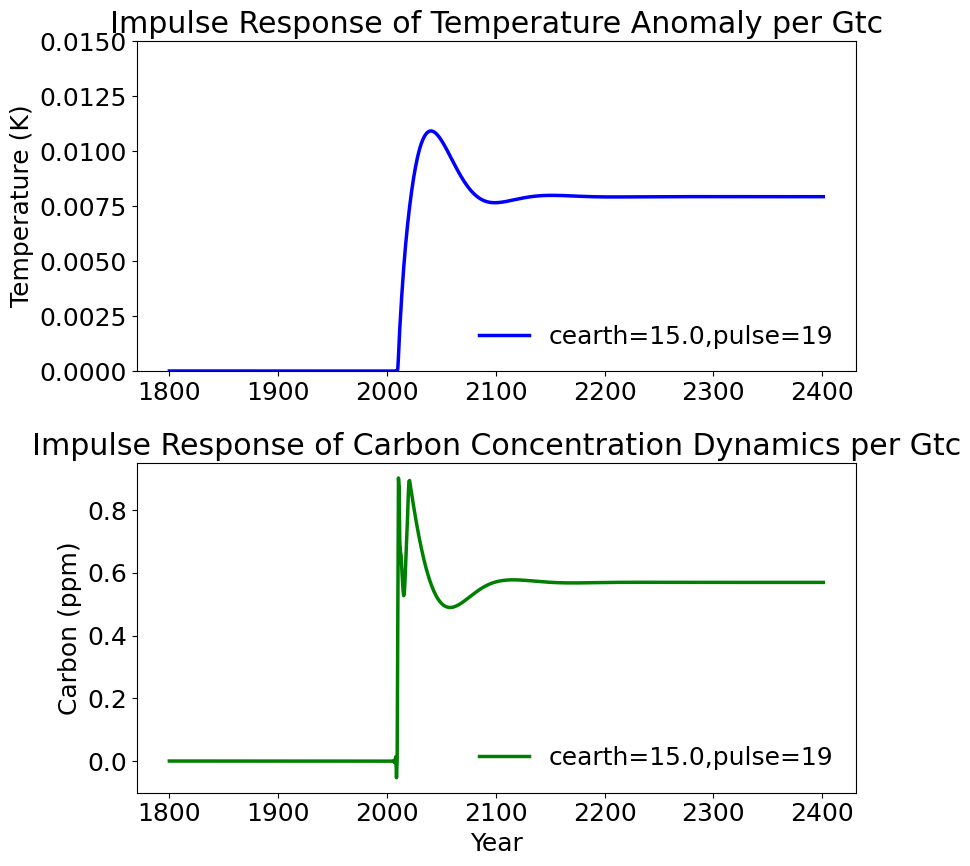 Impulse Response of Temperature Anomaly per Gtc
0.0150
0.0125
0.0100
0.0075
0.0050
0.0025
0.0000
Temperature (K)
cearth=15.0,pulse=19
1800 1900 2000 2100 2200 2300 2400
Impulse Response of Carbon Concentration Dynamics per Gtc
0.8
0.6
0.4
0.2
0.0
Carbon (ppm)
cearth=15.0,pulse=19
1800 1900 2000 2100 2200 2300 2400
Year